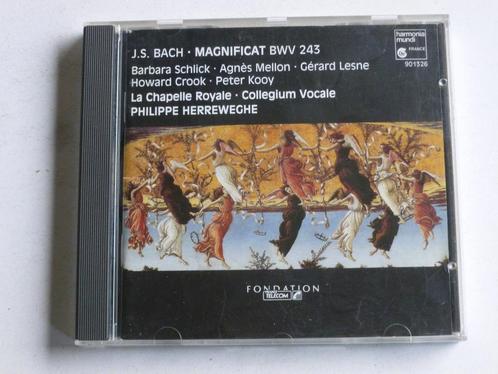 J.S. BACH · MAGNIFICAT BWV 243
Barbara Schlick · Agnès Mellon · Gérard Lesne
Howard Crook · Peter Kooy
La Chapelle Royale · Collegium Vocale
PHILIPPE HERREWEGHE
harmonia
mundi
FRANCE
901326
FONDATION
TELECOM